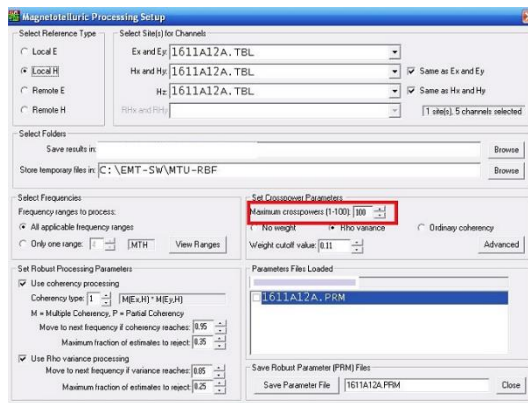 Magnetotelluric Processing Setup
Select Reference Type
Local E
Local H
Remote E
Remote H
Select Site(s) for Channels
Ex and Ey: 1611A12A.TBL
Hx and Hy: 1611A12A.TBL
Same as Ex and Ey
Hz: 1611A12A.TBL
Same as Hx and Hy
RHx and RHy
1 site(s), 5 channels selected
Select Folders
Save results in:
Browse
Store temporary files in: C:\EMT-SW\MTU-RBF
Browse
Select Frequencies
Frequency ranges to process:
All applicable frequency ranges
Only one range: 4 MTH View Ranges
Set Crosspower Parameters
Maximum crosspowers (1-100): 100
No weight Rho variance Ordinary coherency
Weight cutoff value: 0.11 Advanced
Set Robust Processing Parameters
Use coherency processing
Coherency type: 1 M[Ex,H] * M[Ey,H]
M = Multiple Coherency, P = Partial Coherency
Move to next frequency if coherency reaches: 0.95
Maximum fraction of estimates to reject: 0.35
Use Rho variance processing
Move to next frequency if variance reaches: 0.85
Maximum fraction of estimates to reject: 0.25
Parameters Files Loaded
1611A12A.PRM
Save Robust Parameter (PRM) Files
Save Parameter File 1611A12A.PRM Close